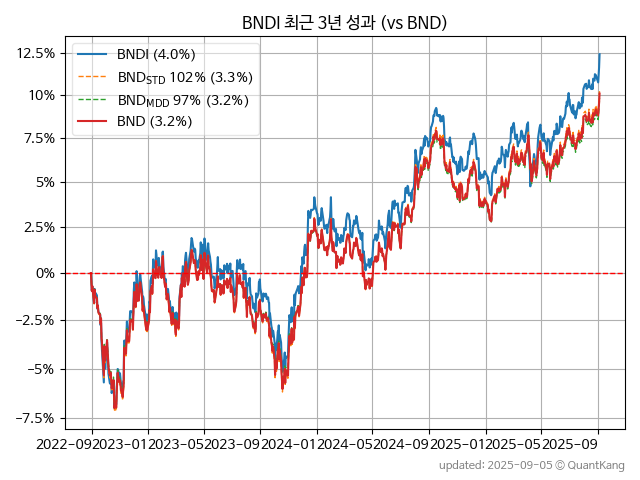 BNDI 최근 3년 성과 (vs BND)
BNDI (4.0%)
BND_STD 102% (3.3%)
BND_MDD 97% (3.2%)
BND (3.2%)
12.5%
10%
7.5%
5%
2.5%
0%
−2.5%
−5%
−7.5%
2022-09 2023-01 2023-05 2023-09 2024-01 2024-05 2024-09 2025-01 2025-05 2025-09
updated: 2025-09-05 © QuantKang